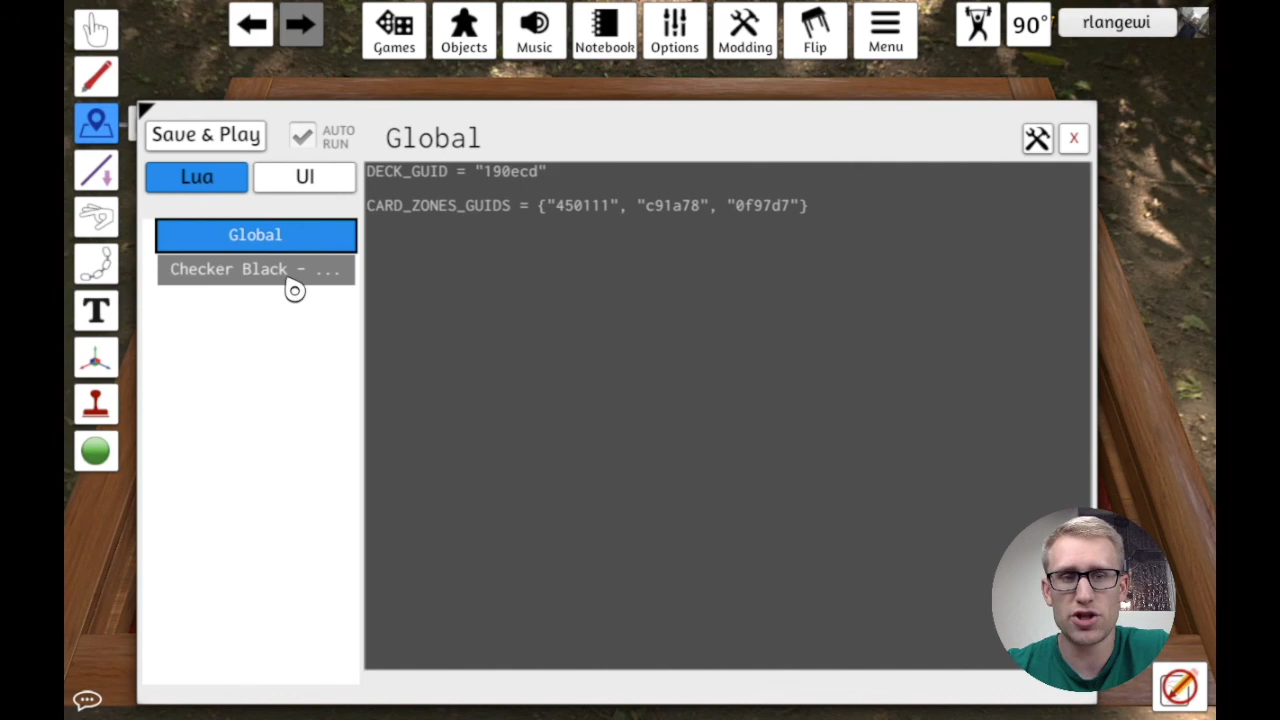 Games
Objects
Music
Notebook
Options
Modding
Flip
Menu
90°
rlangewi
Save & Play
AUTO
RUN
Global
X
Lua
UI
Global
Checker Black - ...
DECK_GUID = "190ecd"
CARD_ZONES_GUIDS = {"450111", "c91a78", "0f97d7"}
T